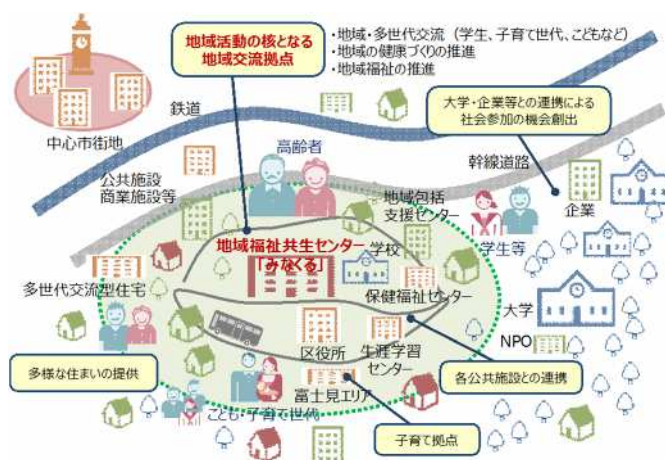 地域活動の核となる
地域交流拠点
・地域・多世代交流（学生、子育て世代、こどもなど）
・地域の健康づくりの推進
・地域福祉の推進
大学・企業等との連携による
社会参加の機会創出
鉄道
中心市街地
高齢者
幹線道路
公共施設
商業施設等
地域包括
支援センター
企業
学生等
地域福祉共生センター
「みなくる」
学校
多世代交流型住宅
保健福祉センター
大学
NPO
区役所
生涯学習
センター
多様な住まいの提供
各公共施設との連携
富士見エリア
こども・子育て世代
子育て拠点